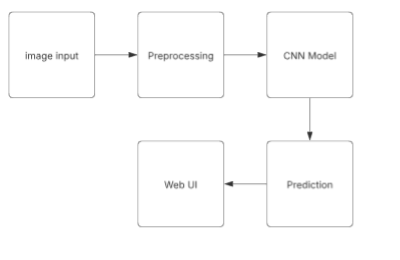 image input
Preprocessing
CNN Model
Prediction
Web UI